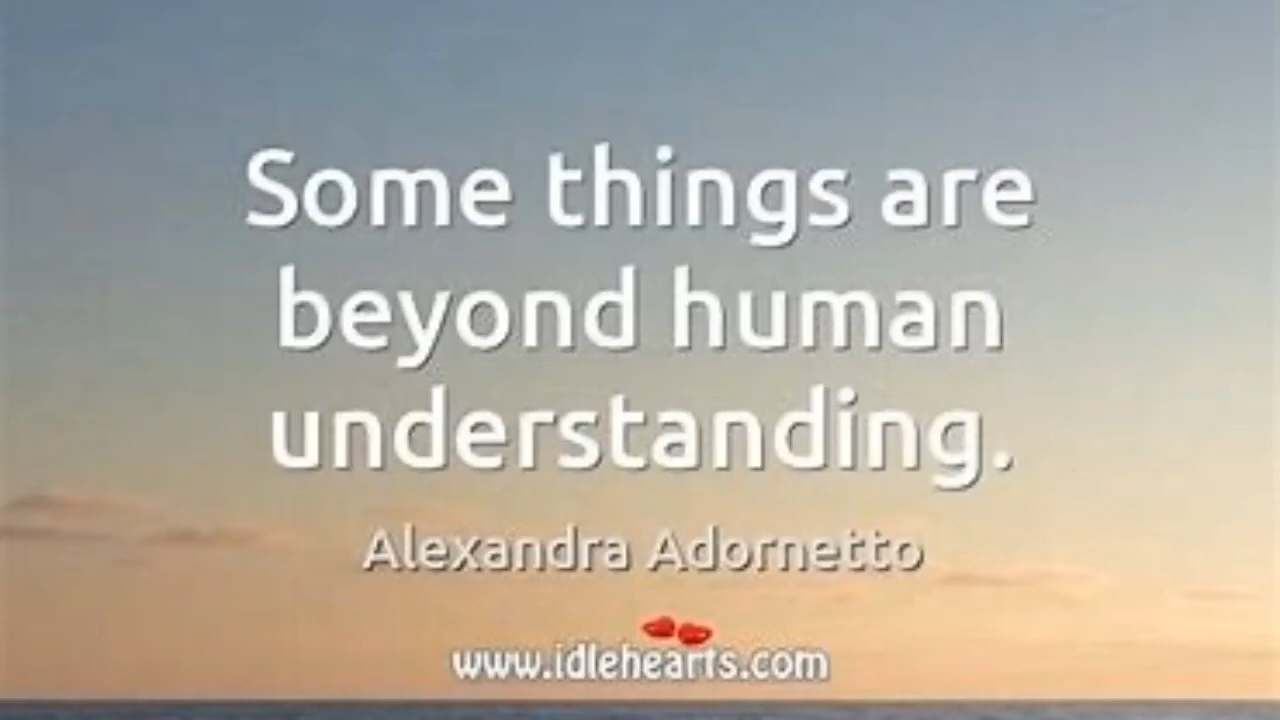 Some things are
beyond human
understanding.
Alexandra Adornetto
www.idlehearts.com